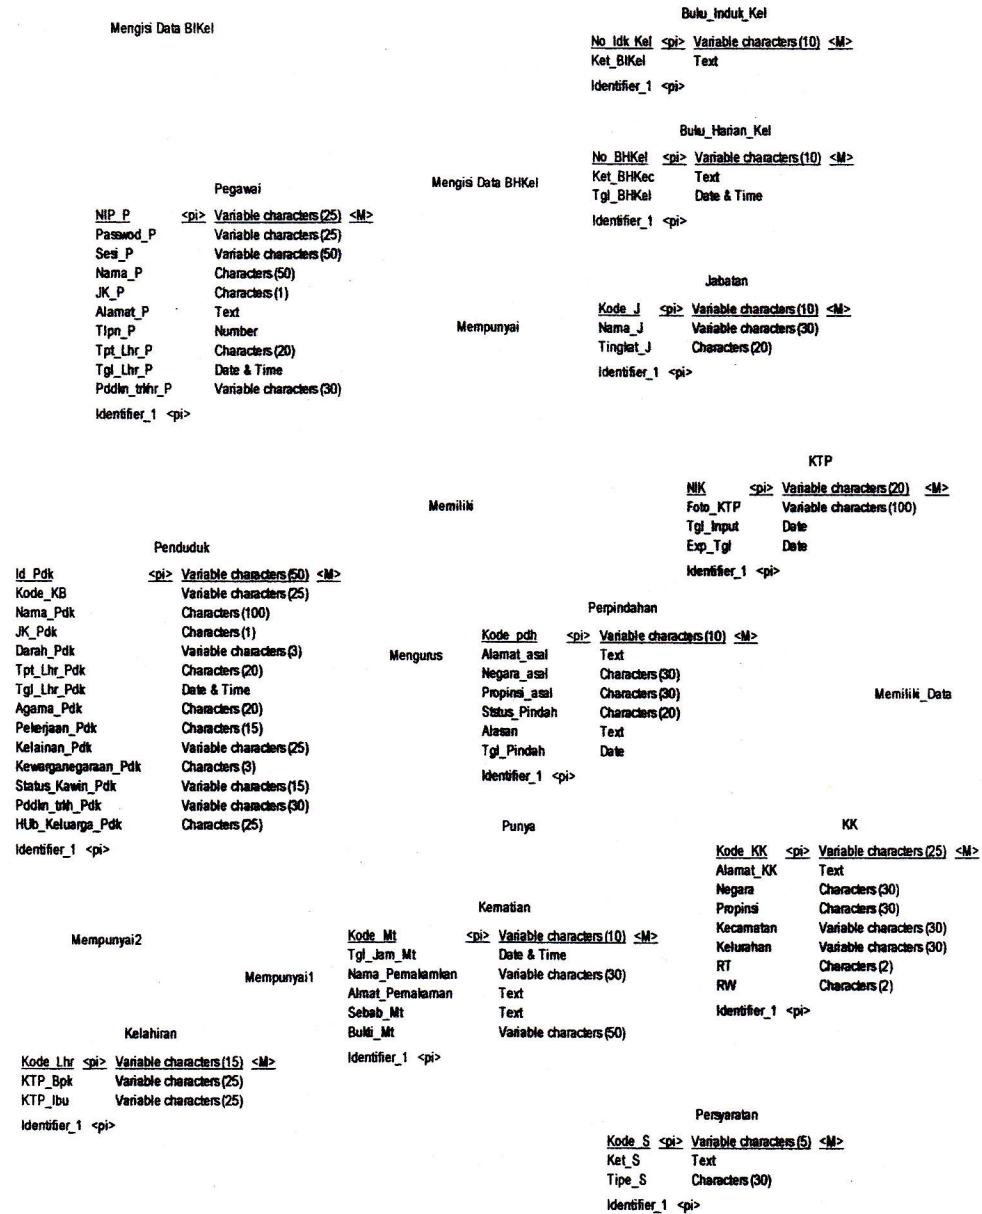 Mengisi Data BIKel
Buku_Induk_Kel
No_Idk_Kel <pi> Variable characters (10) <M>
Ket_BIKel Text
Identifier_1 <pi>
Buku_Harian_Kel
No_BHKel <pi> Variable characters (10) <M>
Ket_BHKec Text
Tgl_BHKel Date & Time
Identifier_1 <pi>
Mengisi Data BHKel
Pegawai
NIP_P <pi> Variable characters (25) <M>
Passwod_P Variable characters (25)
Sesi_P Variable characters (50)
Nama_P Characters (50)
JK_P Characters (1)
Alamat_P Text
Tlpn_P Number
Tpt_Lhr_P Characters (20)
Tgl_Lhr_P Date & Time
Pddkn_trkhr_P Variable characters (30)
Identifier_1 <pi>
Mempunyai
Jabatan
Kode_J <pi> Variable characters (10) <M>
Nama_J Variable characters (30)
Tingkat_J Characters (20)
Identifier_1 <pi>
KTP
NIK <pi> Variable characters (20) <M>
Foto_KTP Variable characters (100)
Tgl_Input Date
Exp_Tgl Date
Identifier_1 <pi>
Memiliki
Penduduk
Id_Pdk <pi> Variable characters (50) <M>
Kode_KB Variable characters (25)
Nama_Pdk Characters (100)
JK_Pdk Characters (1)
Darah_Pdk Variable characters (3)
Tpt_Lhr_Pdk Characters (20)
Tgl_Lhr_Pdk Date & Time
Agama_Pdk Characters (20)
Pekerjaan_Pdk Characters (15)
Kelainan_Pdk Variable characters (25)
Kewarganegaraan_Pdk Characters (3)
Status_Kawin_Pdk Variable characters (15)
Pddkn_trkh_Pdk Variable characters (30)
HUb_Keluarga_Pdk Characters (25)
Identifier_1 <pi>
Mengurus
Perpindahan
Kode_pdh <pi> Variable characters (10) <M>
Alamat_asal Text
Negara_asal Characters (30)
Propinsi_asal Characters (30)
Status_Pindah Characters (20)
Alasan Text
Tgl_Pindah Date
Identifier_1 <pi>
Memiliki_Data
Punya
KK
Kode_KK <pi> Variable characters (25) <M>
Alamat_KK Text
Negara Characters (30)
Propinsi Characters (30)
Kecamatan Variable characters (30)
Kelurahan Variable characters (30)
RT Characters (2)
RW Characters (2)
Identifier_1 <pi>
Mempunyai2
Mempunyai1
Kematian
Kode_Mt <pi> Variable characters (10) <M>
Tgl_Jam_Mt Date & Time
Nama_Pemakamkan Variable characters (30)
Almat_Pemakaman Text
Sebab_Mt Text
Bukti_Mt Variable characters (50)
Identifier_1 <pi>
Kelahiran
Kode_Lhr <pi> Variable characters (15) <M>
KTP_Bpk Variable characters (25)
KTP_Ibu Variable characters (25)
Identifier_1 <pi>
Persyaratan
Kode_S <pi> Variable characters (5) <M>
Ket_S Text
Tipe_S Characters (30)
Identifier_1 <pi>